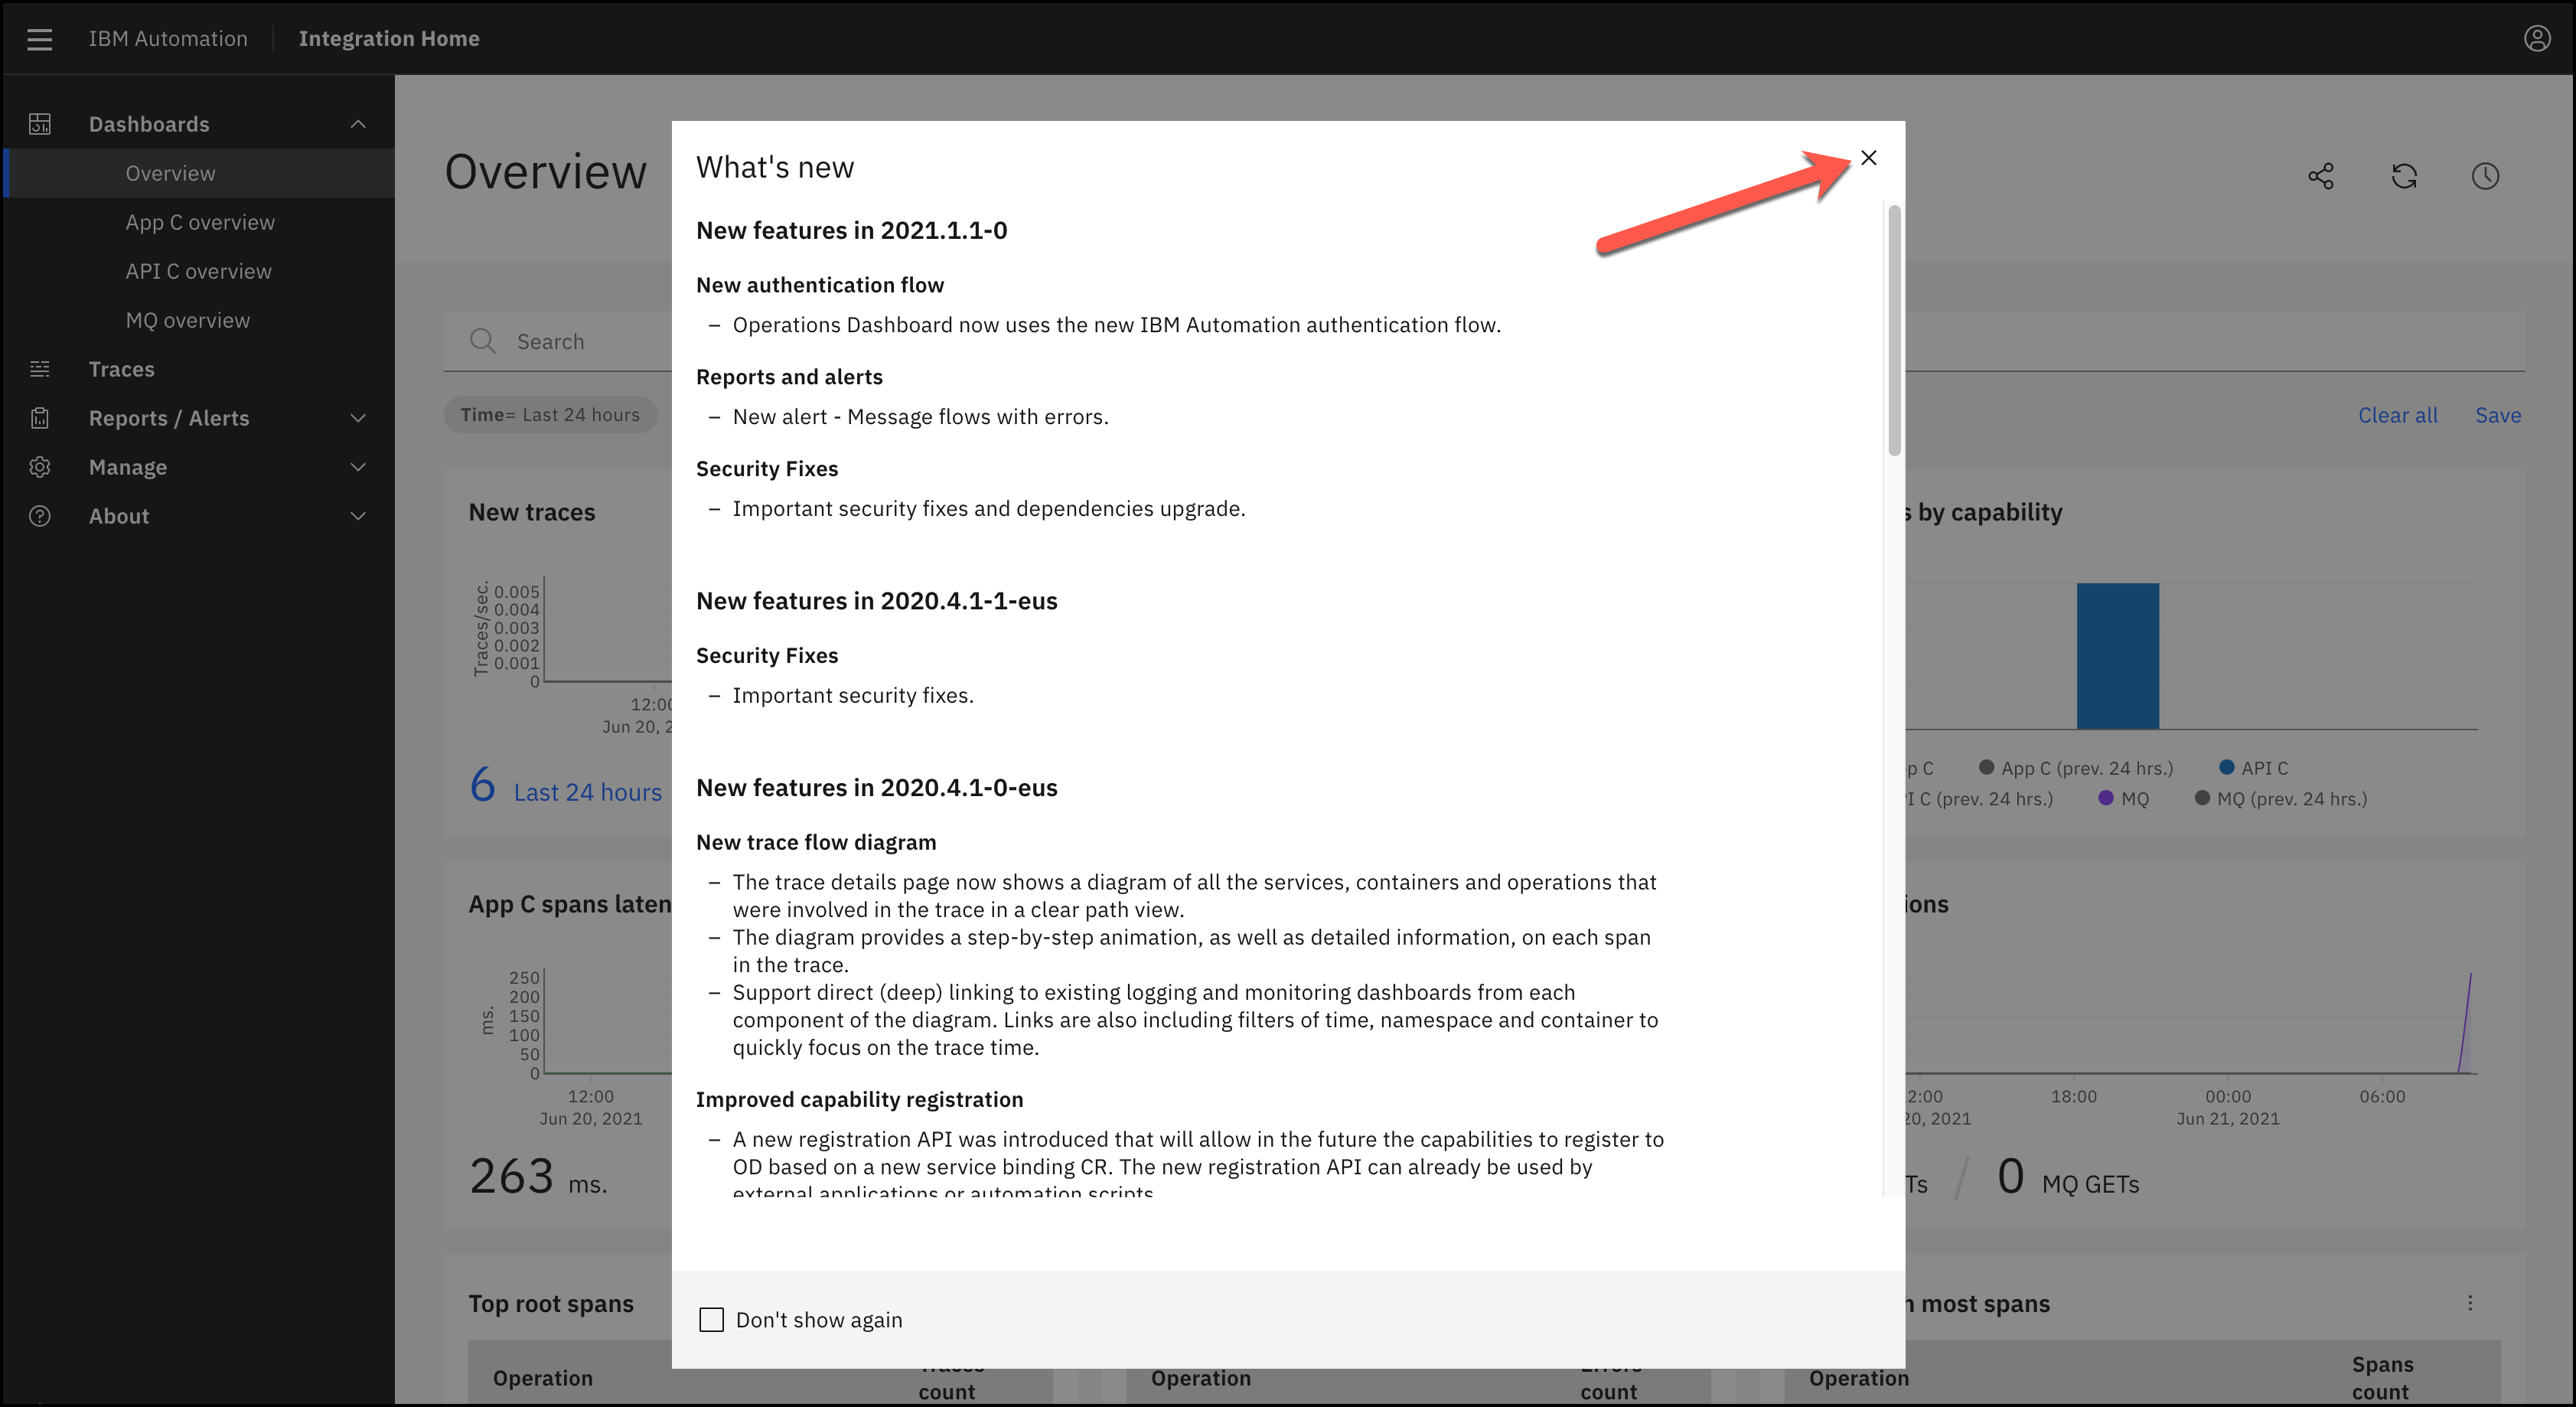 IBM Automation
Integration Home
Dashboards
Overview
App C overview
API C overview
MQ overview
Traces
Reports / Alerts
Manage
About
Overview
Search
Time= Last 24 hours
Clear all
Save
New traces
Traces/sec.
0.005
0.004
0.003
0.002
0.001
0
12:00
Jun 20, 2
6 Last 24 hours
App C spans laten
ms.
250
200
150
100
50
0
12:00
Jun 20, 2021
263 ms.
Top root spans
Operation
Traces
count
What's new
New features in 2021.1.1-0
New authentication flow
– Operations Dashboard now uses the new IBM Automation authentication flow.
Reports and alerts
– New alert - Message flows with errors.
Security Fixes
– Important security fixes and dependencies upgrade.
New features in 2020.4.1-1-eus
Security Fixes
– Important security fixes.
New features in 2020.4.1-0-eus
New trace flow diagram
– The trace details page now shows a diagram of all the services, containers and operations that
were involved in the trace in a clear path view.
– The diagram provides a step-by-step animation, as well as detailed information, on each span
in the trace.
– Support direct (deep) linking to existing logging and monitoring dashboards from each
component of the diagram. Links are also including filters of time, namespace and container to
quickly focus on the trace time.
Improved capability registration
– A new registration API was introduced that will allow in the future the capabilities to register to
OD based on a new service binding CR. The new registration API can already be used by
external applications or automation scripts
Don't show again
Operation
Errors
count
s by capability
p C
App C (prev. 24 hrs.)
API C
I C (prev. 24 hrs.)
MQ
MQ (prev. 24 hrs.)
ions
2:00
20, 2021
18:00
00:00
Jun 21, 2021
06:00
Ts / 0 MQ GETs
h most spans
Operation
Spans
count